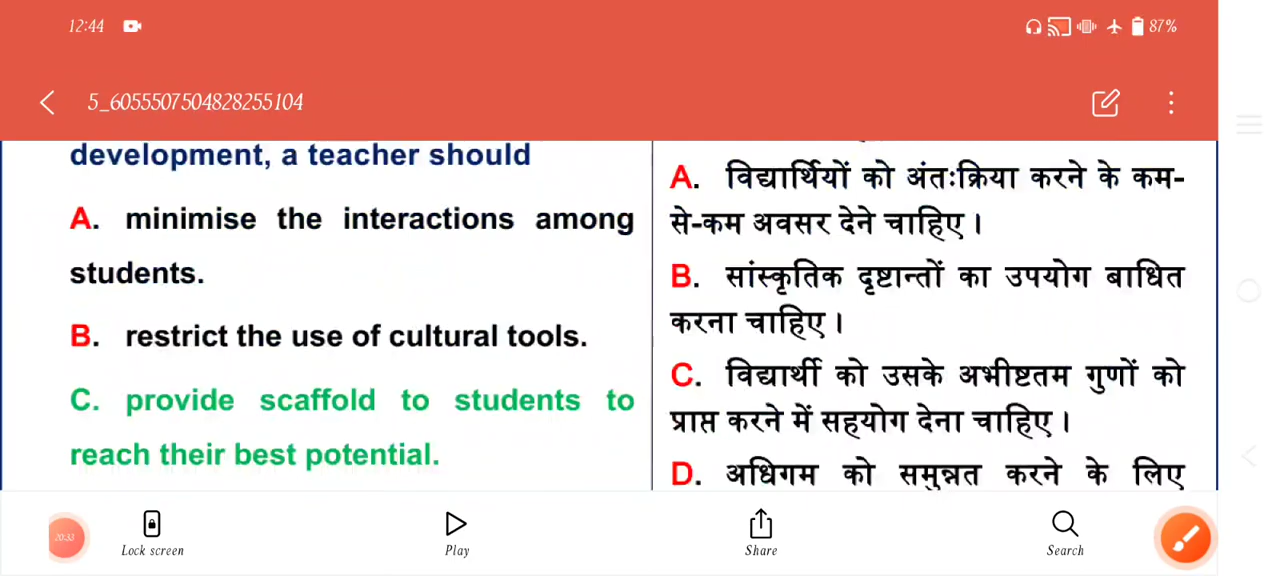 12:44
87%
5_6055507504828255104
development, a teacher should
A. minimise the interactions among
students.
B. restrict the use of cultural tools.
C. provide scaffold to students to
reach their best potential.
A. विद्यार्थियों को अंतःक्रिया करने के कम-
से-कम अवसर देने चाहिए।
B. सांस्कृतिक दृष्टान्तों का उपयोग बाधित
करना चाहिए।
C. विद्यार्थी को उसके अभीष्टतम गुणों को
प्राप्त करने में सहयोग देना चाहिए।
D. अधिगम को समुन्नत करने के लिए
20:33
Lock screen
Play
Share
Search